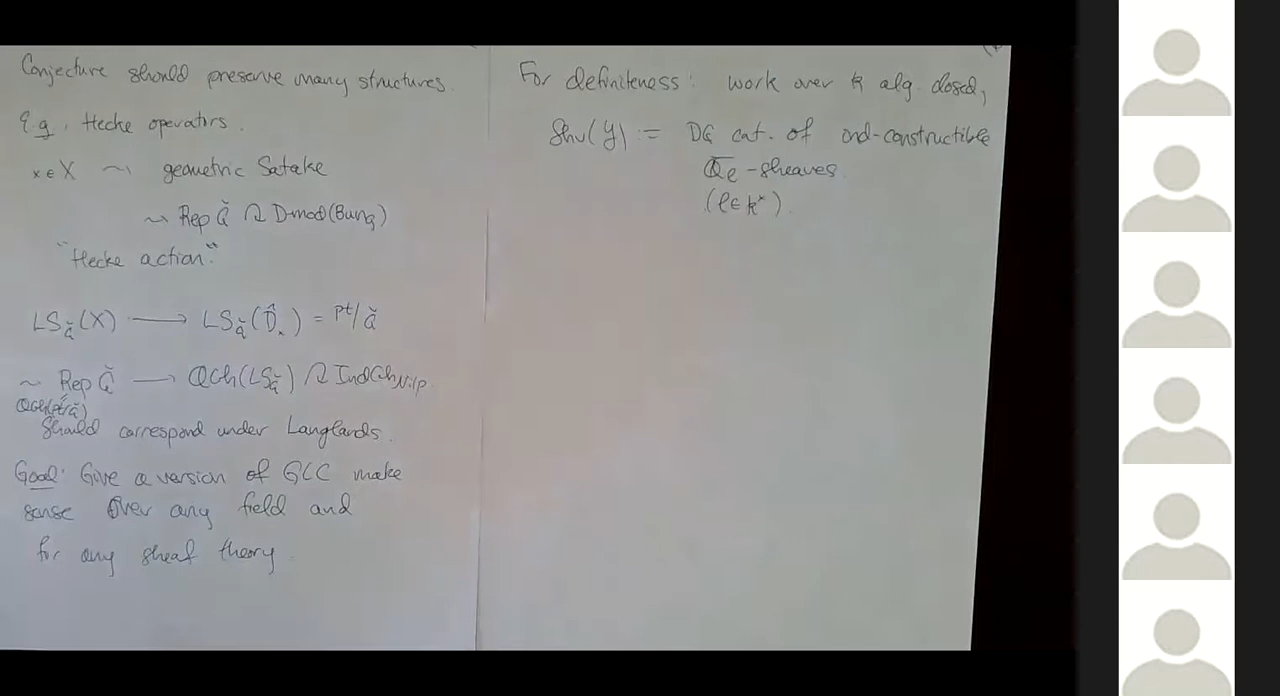 Conjecture should preserve many structures.
E.g. Hecke operators.
x ∈ X ⇝ geometric Satake
⇝ Rep Ǧ ↷ D-mod(Bun_G)
"Hecke action."
LS_Ǧ(X) ⟶ LS_Ǧ(D̂_x) = pt/Ǧ
⇝ Rep Ǧ ⟶ QCoh(LS_Ǧ) ↷ IndCoh_Nilp.
QCoh(pt/Ǧ)
Should correspond under Langlands.
Goal: Give a version of GLC make
sense over any field and
for any sheaf theory
For definiteness: work over k alg. closed,
Shv(Y) := DG cat. of ind-constructible
Q̄_ℓ-sheaves
(ℓ ∈ k^×).